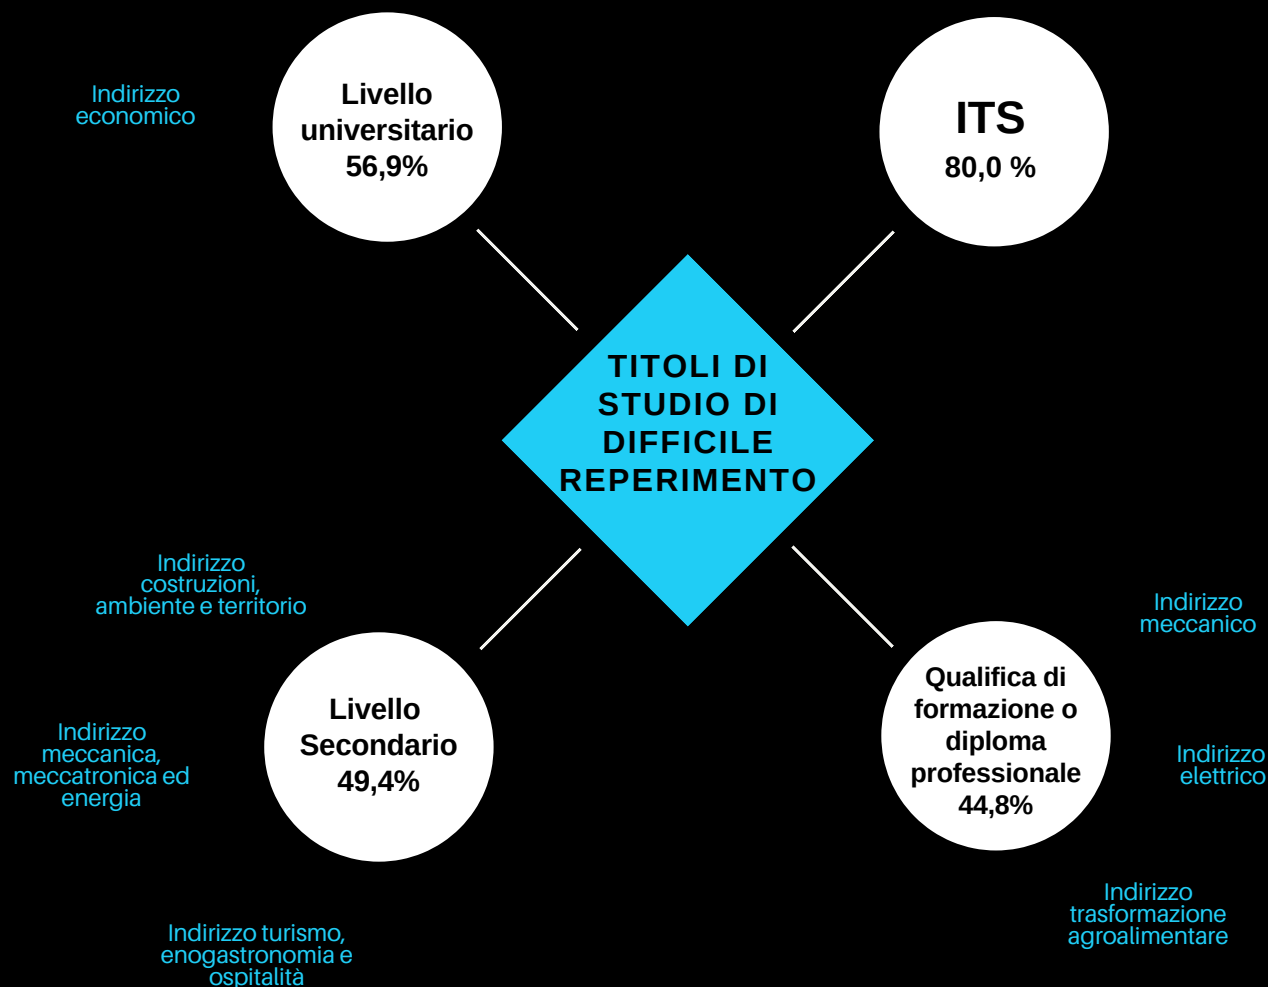 Indirizzo
economico
Livello
universitario
56,9%
ITS
80,0 %
TITOLI DI
STUDIO DI
DIFFICILE
REPERIMENTO
Indirizzo
costruzioni,
ambiente e territorio
Livello
Secondario
49,4%
Indirizzo
meccanica,
meccatronica ed
energia
Indirizzo turismo,
enogastronomia e
ospitalità
Qualifica di
formazione o
diploma
professionale
44,8%
Indirizzo
meccanico
Indirizzo
elettrico
Indirizzo
trasformazione
agroalimentare